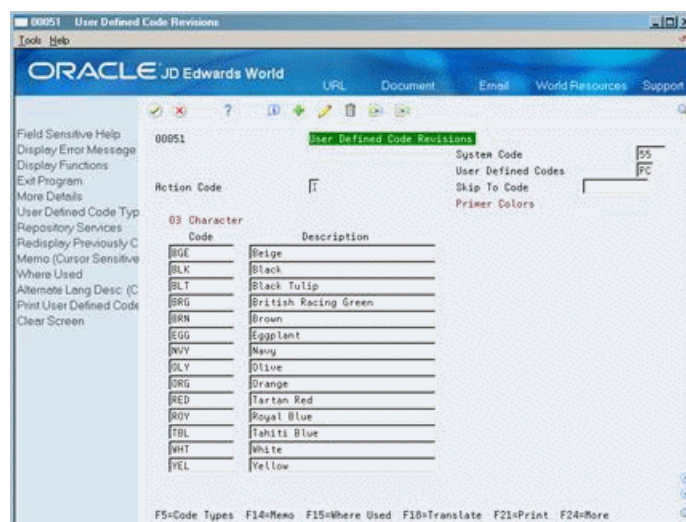 00051 User Defined Code Revisions
Tools Help
ORACLE JD Edwards World
URL Document Email World Resources Support
Field Sensitive Help
Display Error Message
Display Functions
Exit Program
More Details
User Defined Code Typ
Repository Services
Redisplay Previously C
Memo (Cursor Sensitive
Where Used
Alternate Lang Desc (C
Print User Defined Code
Clear Screen
00051 User Defined Code Revisions
System Code 55
User Defined Codes PC
Action Code I Skip To Code
Primer Colors
03 Character
Code Description
BGE Beige
BLK Black
BLT Black Tulip
BRG British Racing Green
BRN Brown
EGG Eggplant
NVY Navy
OLY Olive
ORG Orange
RED Tartan Red
ROY Royal Blue
TBL Tahiti Blue
WHT White
YEL Yellow
F5=Code Types F14=Memo F15=Where Used F18=Translate F21=Print F24=More